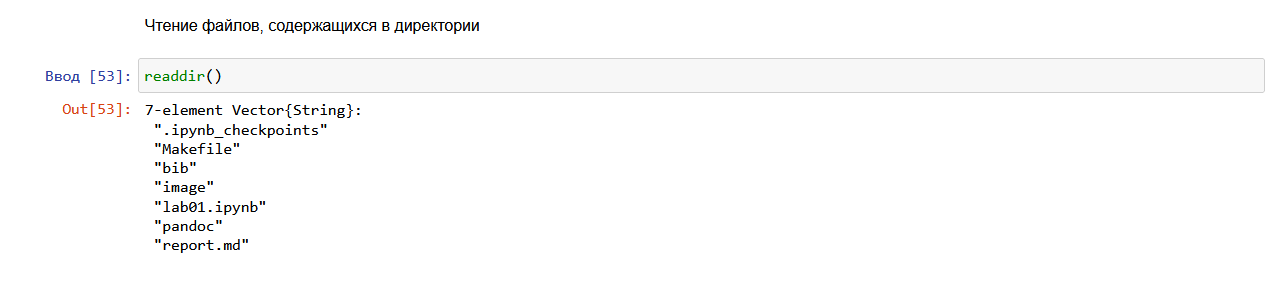 Чтение файлов, содержащихся в директории
Ввод [53]: readdir()
Out[53]: 7-element Vector{String}:
".ipynb_checkpoints"
"Makefile"
"bib"
"image"
"lab01.ipynb"
"pandoc"
"report.md"